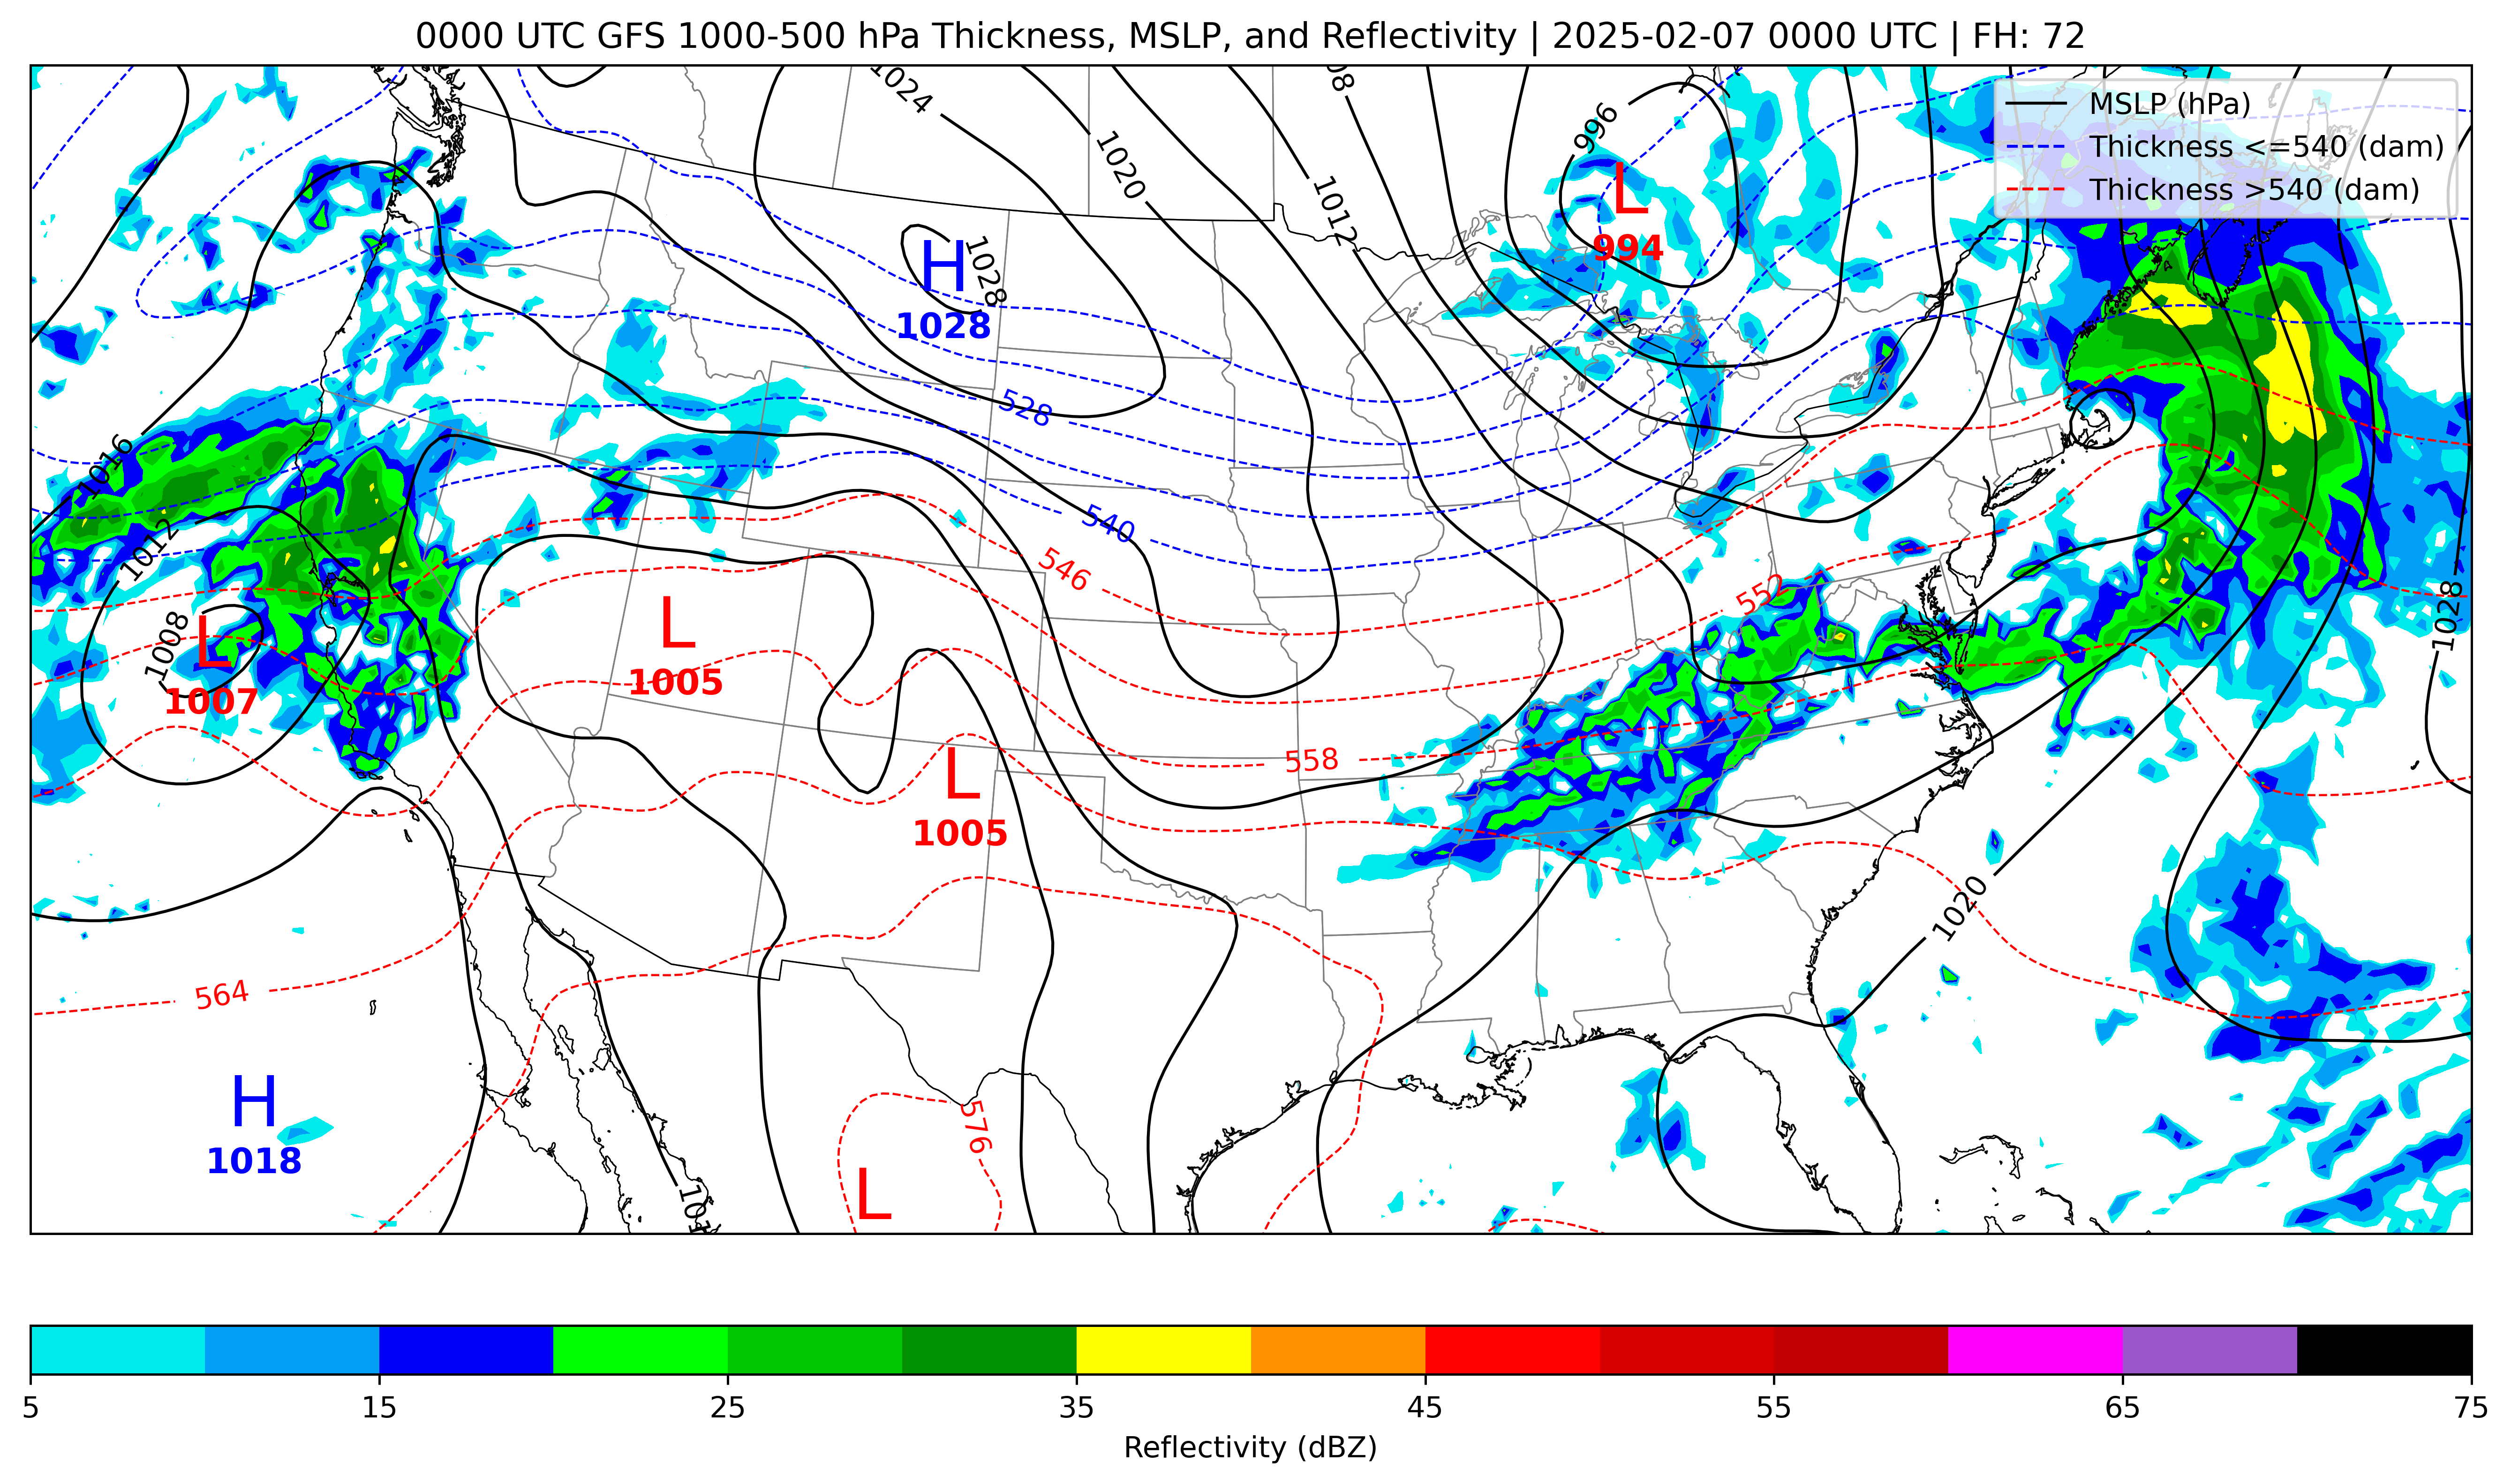 0000 UTC GFS 1000-500 hPa Thickness, MSLP, and Reflectivity | 2025-02-07 0000 UTC | FH: 72
MSLP (hPa)
Thickness <=540 (dam)
Thickness >540 (dam)
1024
1020
1012
996
L
994
H
1028
1028
528
540
1016
1012
1008
L
1007
L
1005
546
552
1028
558
L
1005
1020
564
H
1018
576
L
5
15
25
35
45
55
65
75
Reflectivity (dBZ)